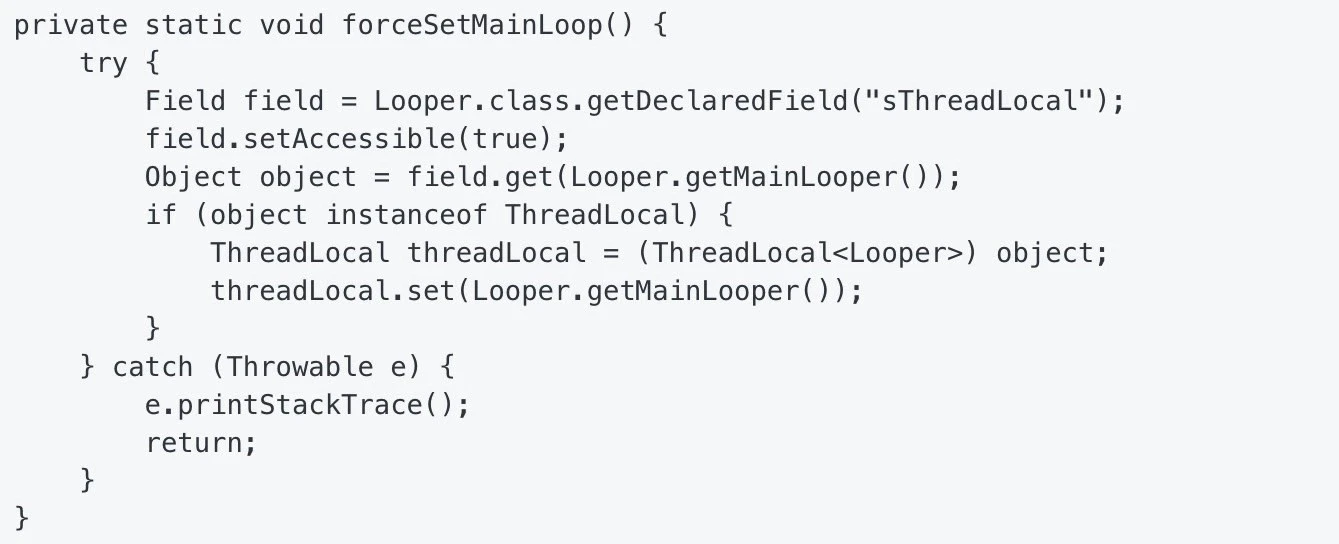 private static void forceSetMainLoop() {
    try {
        Field field = Looper.class.getDeclaredField("sThreadLocal");
        field.setAccessible(true);
        Object object = field.get(Looper.getMainLooper());
        if (object instanceof ThreadLocal) {
            ThreadLocal threadLocal = (ThreadLocal<Looper>) object;
            threadLocal.set(Looper.getMainLooper());
        }
    } catch (Throwable e) {
        e.printStackTrace();
        return;
    }
}